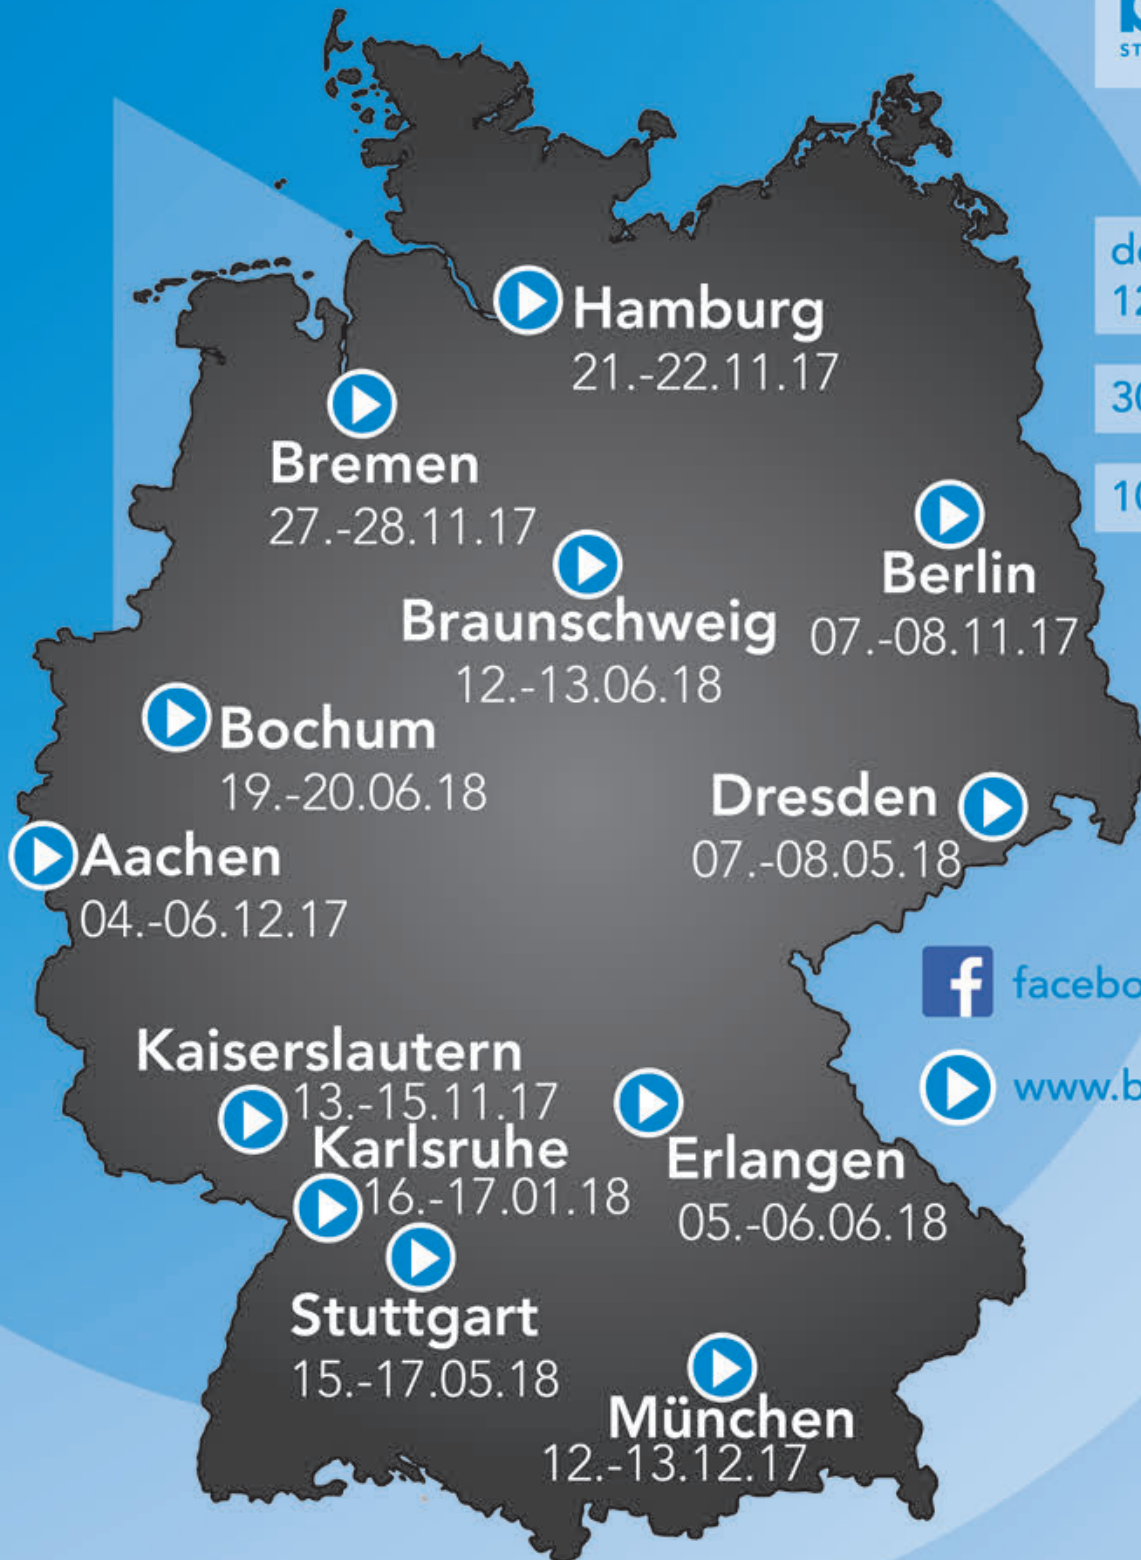 Hamburg
21.-22.11.17
Bremen
27.-28.11.17
Berlin
07.-08.11.17
Braunschweig
12.-13.06.18
Bochum
19.-20.06.18
Dresden
07.-08.05.18
Aachen
04.-06.12.17
Kaiserslautern
13.-15.11.17
Karlsruhe
16.-17.01.18
Erlangen
05.-06.06.18
Stuttgart
15.-17.05.18
München
12.-13.12.17